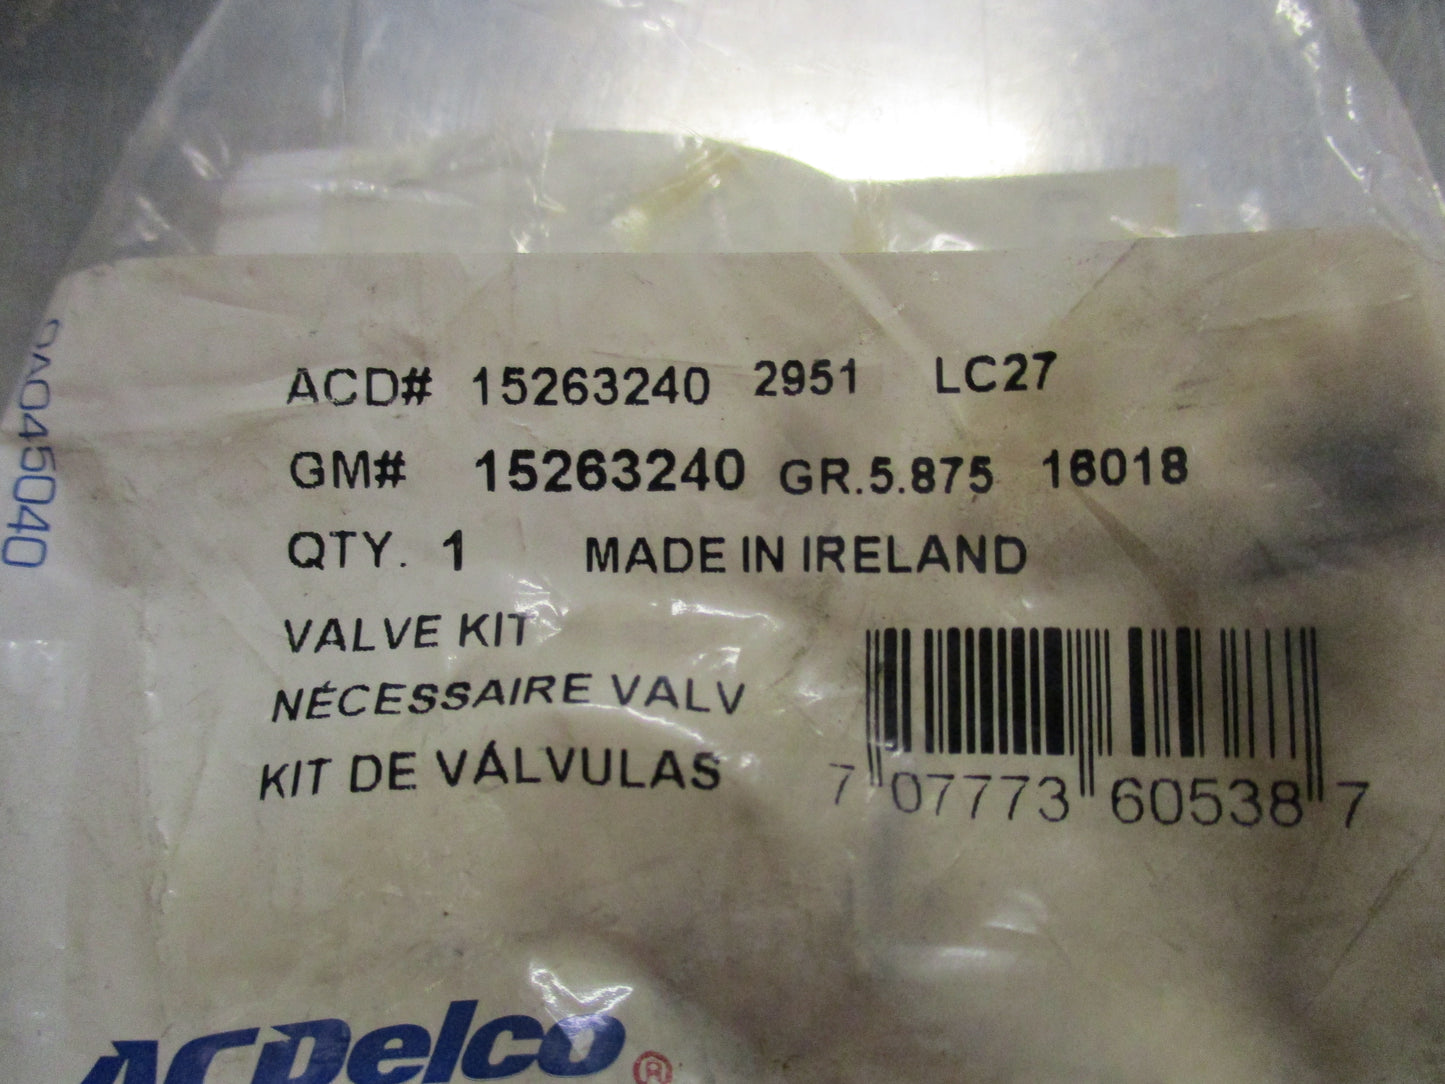 ACD# 15263240 2951 LC27
GM# 15263240 GR.5.875 16018
QTY. 1 MADE IN IRELAND
VALVE KIT
NÉCESSAIRE VALV
KIT DE VÁLVULAS
7 07773 60538 7
ACDelco ®